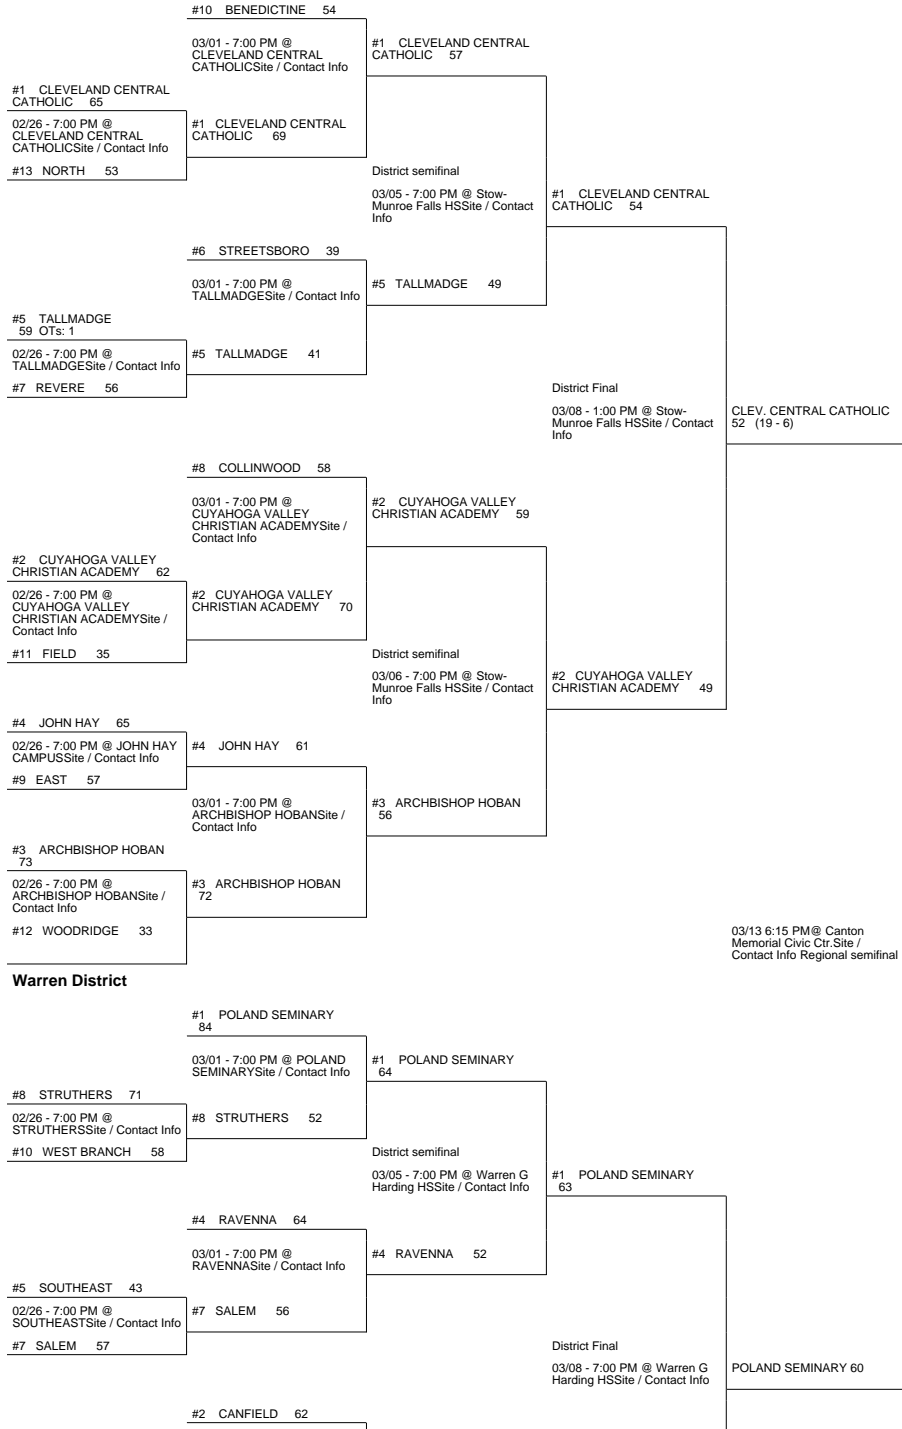 #10 BENEDICTINE 54
03/01 - 7:00 PM @
CLEVELAND CENTRAL
CATHOLICSite / Contact Info
#1 CLEVELAND CENTRAL
CATHOLIC 57
#1 CLEVELAND CENTRAL
CATHOLIC 65
02/26 - 7:00 PM @
CLEVELAND CENTRAL
CATHOLICSite / Contact Info
#13 NORTH 53
#1 CLEVELAND CENTRAL
CATHOLIC 69
District semifinal
03/05 - 7:00 PM @ Stow-
Munroe Falls HSSite / Contact
Info
#1 CLEVELAND CENTRAL
CATHOLIC 54
#6 STREETSBORO 39
03/01 - 7:00 PM @
TALLMADGESite / Contact Info
#5 TALLMADGE 49
#5 TALLMADGE
59 OTs: 1
02/26 - 7:00 PM @
TALLMADGESite / Contact Info
#7 REVERE 56
#5 TALLMADGE 41
District Final
03/08 - 1:00 PM @ Stow-
Munroe Falls HSSite / Contact
Info
CLEV. CENTRAL CATHOLIC
52 (19 - 6)
#8 COLLINWOOD 58
03/01 - 7:00 PM @
CUYAHOGA VALLEY
CHRISTIAN ACADEMYSite /
Contact Info
#2 CUYAHOGA VALLEY
CHRISTIAN ACADEMY 59
#2 CUYAHOGA VALLEY
CHRISTIAN ACADEMY 62
02/26 - 7:00 PM @
CUYAHOGA VALLEY
CHRISTIAN ACADEMYSite /
Contact Info
#11 FIELD 35
#2 CUYAHOGA VALLEY
CHRISTIAN ACADEMY 70
District semifinal
03/06 - 7:00 PM @ Stow-
Munroe Falls HSSite / Contact
Info
#2 CUYAHOGA VALLEY
CHRISTIAN ACADEMY 49
#4 JOHN HAY 65
02/26 - 7:00 PM @ JOHN HAY
CAMPUSSite / Contact Info
#9 EAST 57
#4 JOHN HAY 61
03/01 - 7:00 PM @
ARCHBISHOP HOBANSite /
Contact Info
#3 ARCHBISHOP HOBAN
56
#3 ARCHBISHOP HOBAN
73
02/26 - 7:00 PM @
ARCHBISHOP HOBANSite /
Contact Info
#12 WOODRIDGE 33
#3 ARCHBISHOP HOBAN
72
03/13 6:15 PM@ Canton
Memorial Civic Ctr.Site /
Contact Info Regional semifinal
Warren District
#1 POLAND SEMINARY
84
03/01 - 7:00 PM @ POLAND
SEMINARYSite / Contact Info
#1 POLAND SEMINARY
64
#8 STRUTHERS 71
02/26 - 7:00 PM @
STRUTHERSSite / Contact Info
#10 WEST BRANCH 58
#8 STRUTHERS 52
District semifinal
03/05 - 7:00 PM @ Warren G
Harding HSSite / Contact Info
#1 POLAND SEMINARY
63
#4 RAVENNA 64
03/01 - 7:00 PM @
RAVENNASite / Contact Info
#4 RAVENNA 52
#5 SOUTHEAST 43
02/26 - 7:00 PM @
SOUTHEASTSite / Contact Info
#7 SALEM 57
#7 SALEM 56
District Final
03/08 - 7:00 PM @ Warren G
Harding HSSite / Contact Info
POLAND SEMINARY 60
#2 CANFIELD 62